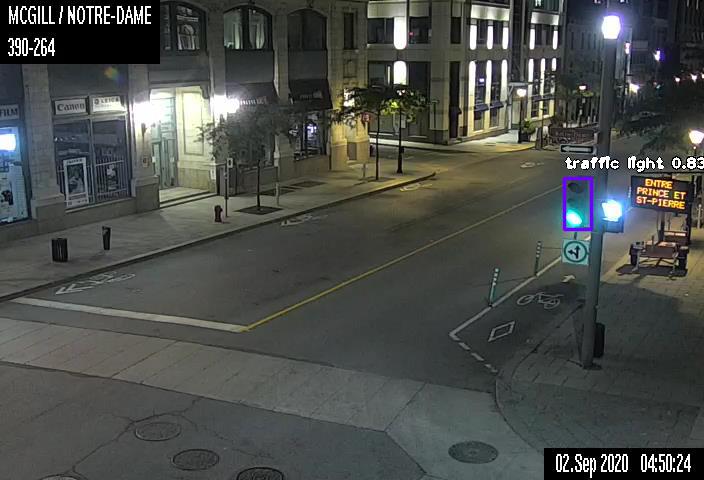 MCGILL / NOTRE-DAME
390-264
FILM
Canon
traffic light 0.83
ENTRE
PRINCE ET
ST-PIERRE
02.Sep 2020 04:50:24